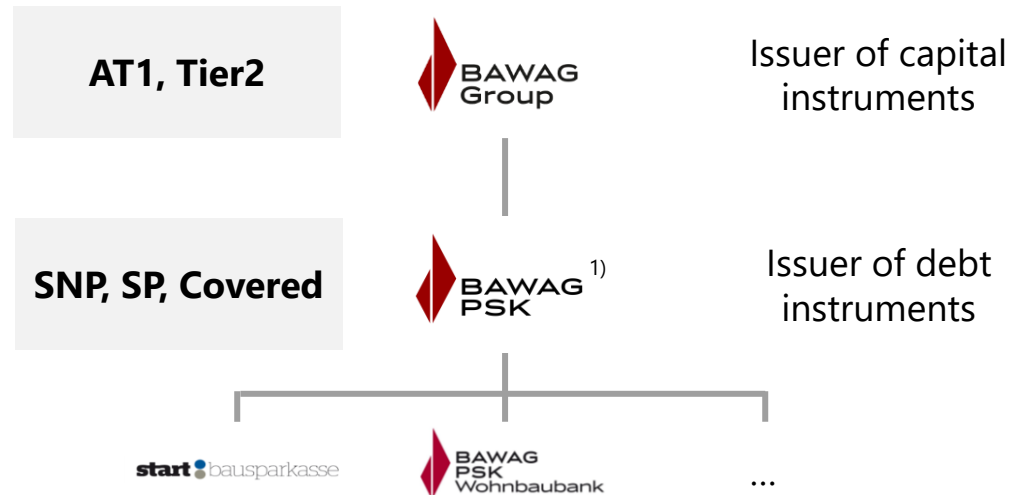 AT1, Tier2
BAWAG
Group
Issuer of capital
instruments
SNP, SP, Covered
BAWAG
PSK
1)
Issuer of debt
instruments
start bausparkasse
BAWAG
PSK
Wohnbaubank
...